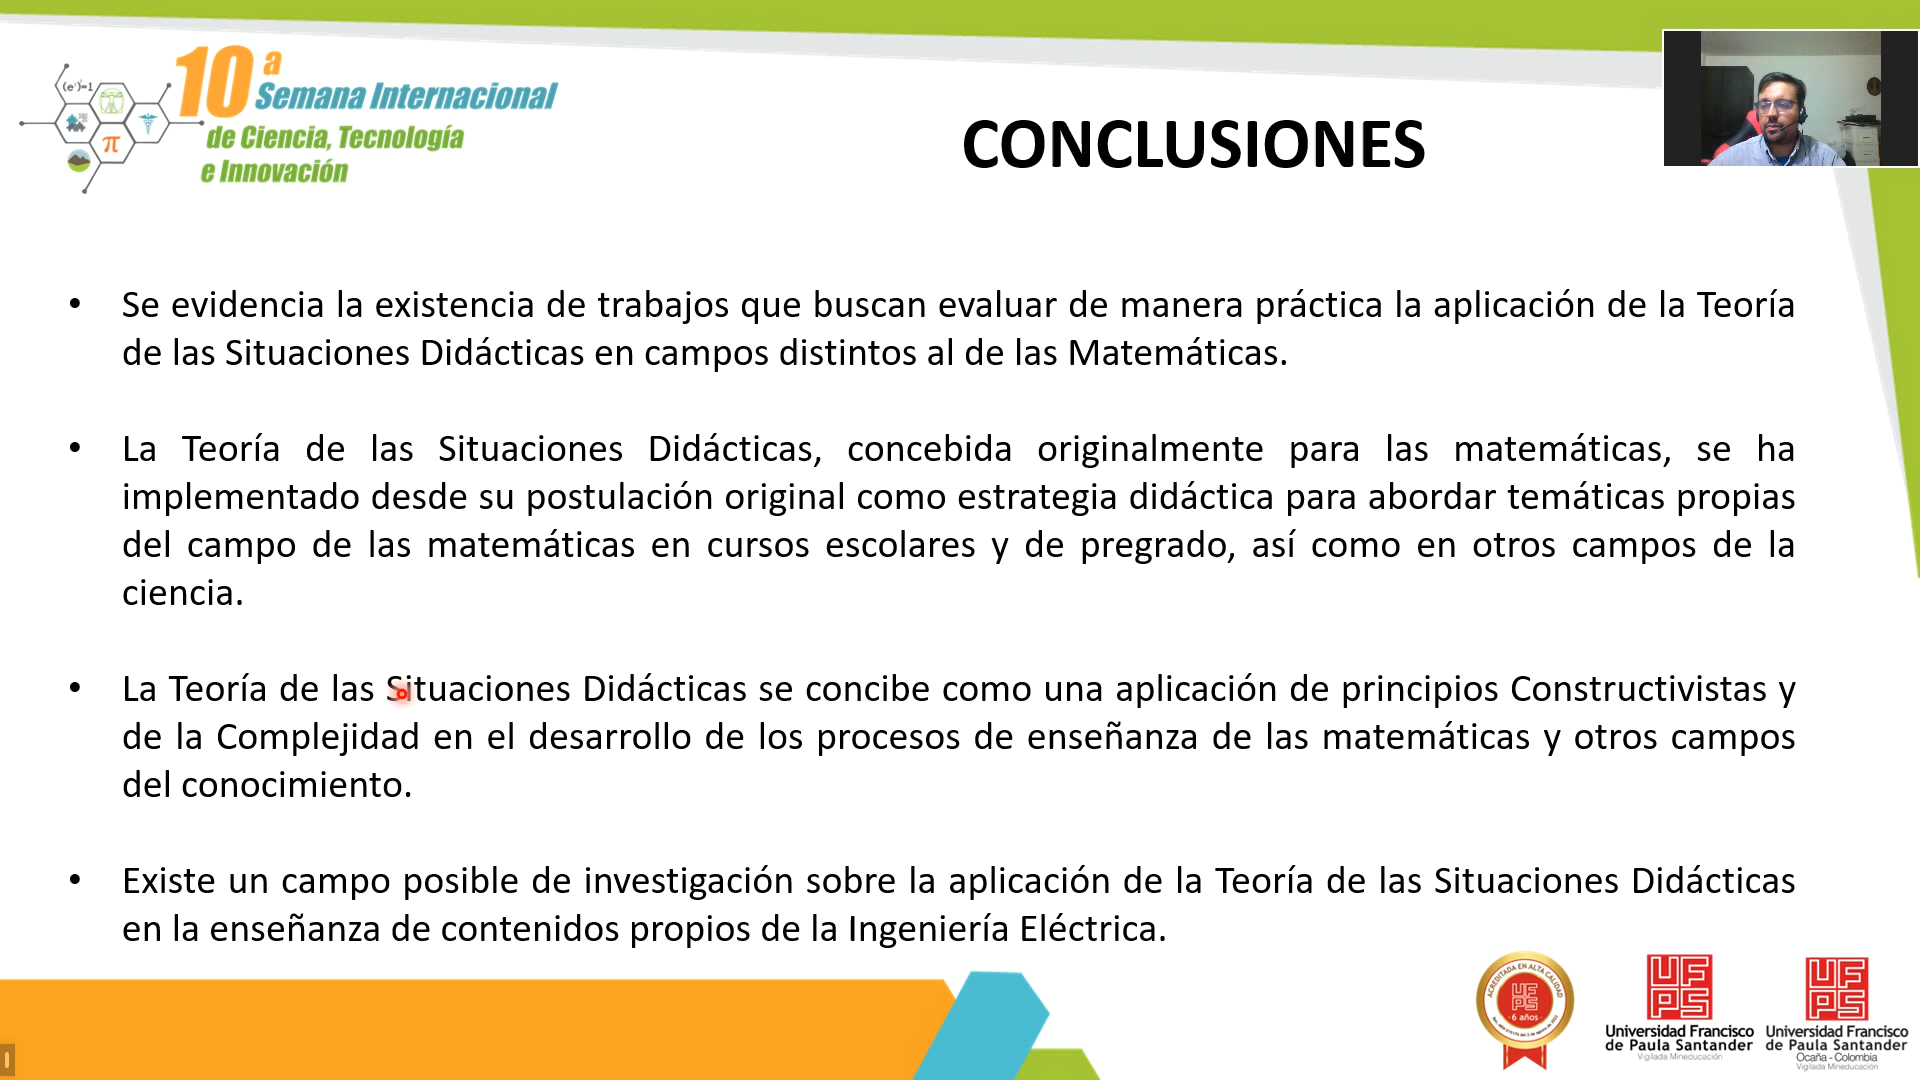 (e^x)'=1
10ª
Semana Internacional
de Ciencia, Tecnología
e Innovación
π
CONCLUSIONES
• Se evidencia la existencia de trabajos que buscan evaluar de manera práctica la aplicación de la Teoría
de las Situaciones Didácticas en campos distintos al de las Matemáticas.
• La Teoría de las Situaciones Didácticas, concebida originalmente para las matemáticas, se ha
implementado desde su postulación original como estrategia didáctica para abordar temáticas propias
del campo de las matemáticas en cursos escolares y de pregrado, así como en otros campos de la
ciencia.
• La Teoría de las Situaciones Didácticas se concibe como una aplicación de principios Constructivistas y
de la Complejidad en el desarrollo de los procesos de enseñanza de las matemáticas y otros campos
del conocimiento.
• Existe un campo posible de investigación sobre la aplicación de la Teoría de las Situaciones Didácticas
en la enseñanza de contenidos propios de la Ingeniería Eléctrica.
ACREDITADA EN ALTA CALIDAD
UFPS
6 años
UFPS
Universidad Francisco
de Paula Santander
Vigilada Mineducación
UFPS
Universidad Francisco
de Paula Santander
Ocaña - Colombia
Vigilada Mineducación